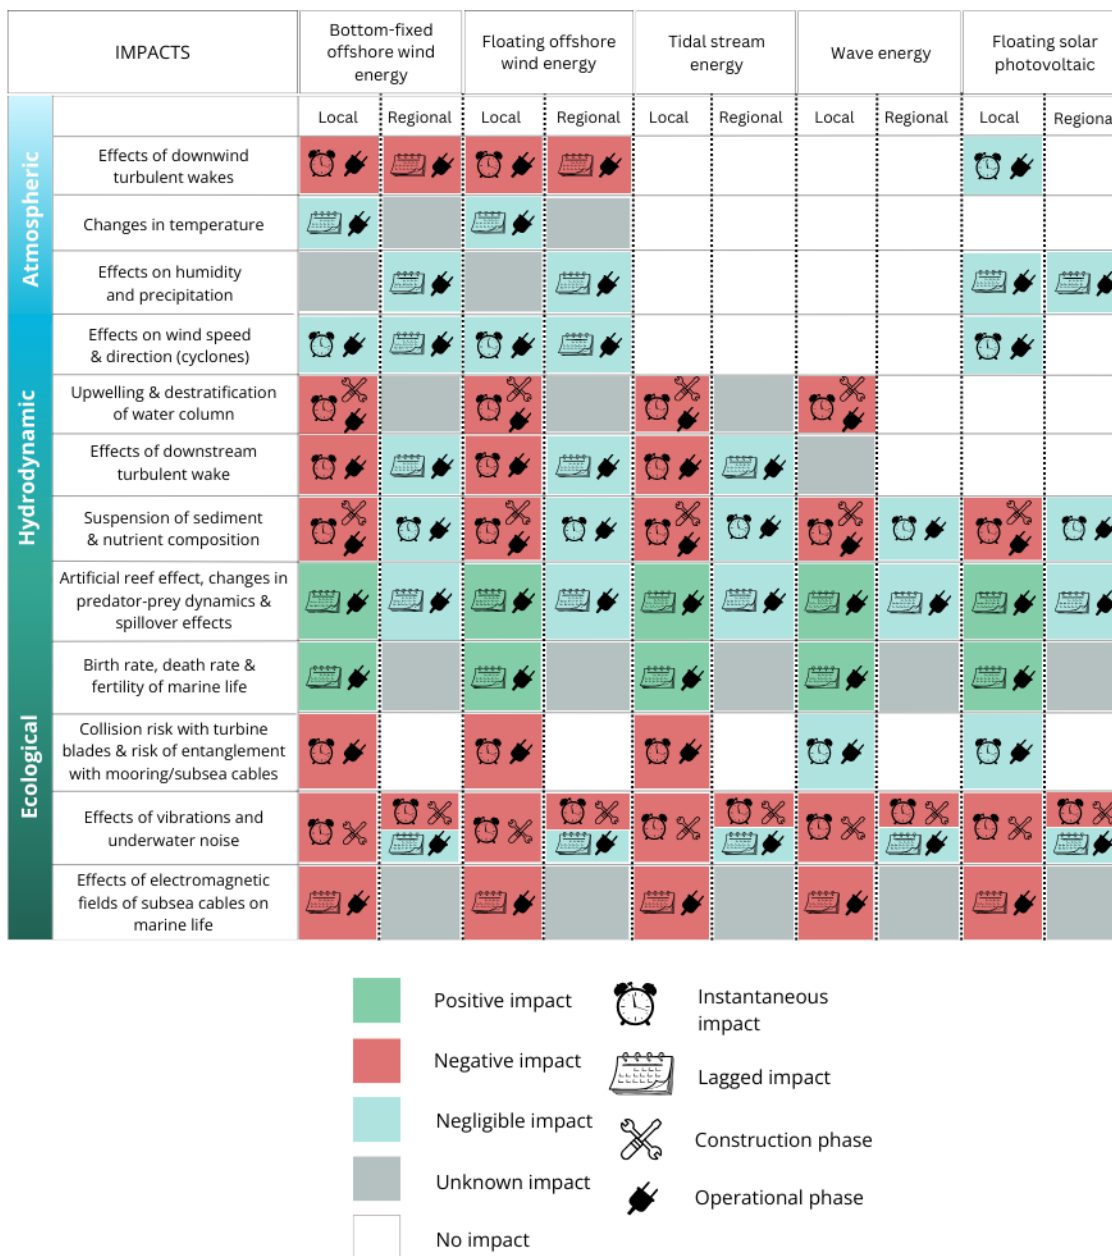 IMPACTS
Bottom-fixed
offshore wind
energy
Floating offshore
wind energy
Tidal stream
energy
Wave energy
Floating solar
photovoltaic
Local
Regional
Local
Regional
Local
Regional
Local
Regional
Local
Regional
Atmospheric
Effects of downwind
turbulent wakes
Changes in temperature
Effects on humidity
and precipitation
Hydrodynamic
Effects on wind speed
& direction (cyclones)
Upwelling & destratification
of water column
Effects of downstream
turbulent wake
Suspension of sediment
& nutrient composition
Ecological
Artificial reef effect, changes in
predator-prey dynamics &
spillover effects
Birth rate, death rate &
fertility of marine life
Collision risk with turbine
blades & risk of entanglement
with mooring/subsea cables
Effects of vibrations and
underwater noise
Effects of electromagnetic
fields of subsea cables on
marine life
Positive impact
Negative impact
Negligible impact
Unknown impact
No impact
Instantaneous
impact
Lagged impact
Construction phase
Operational phase